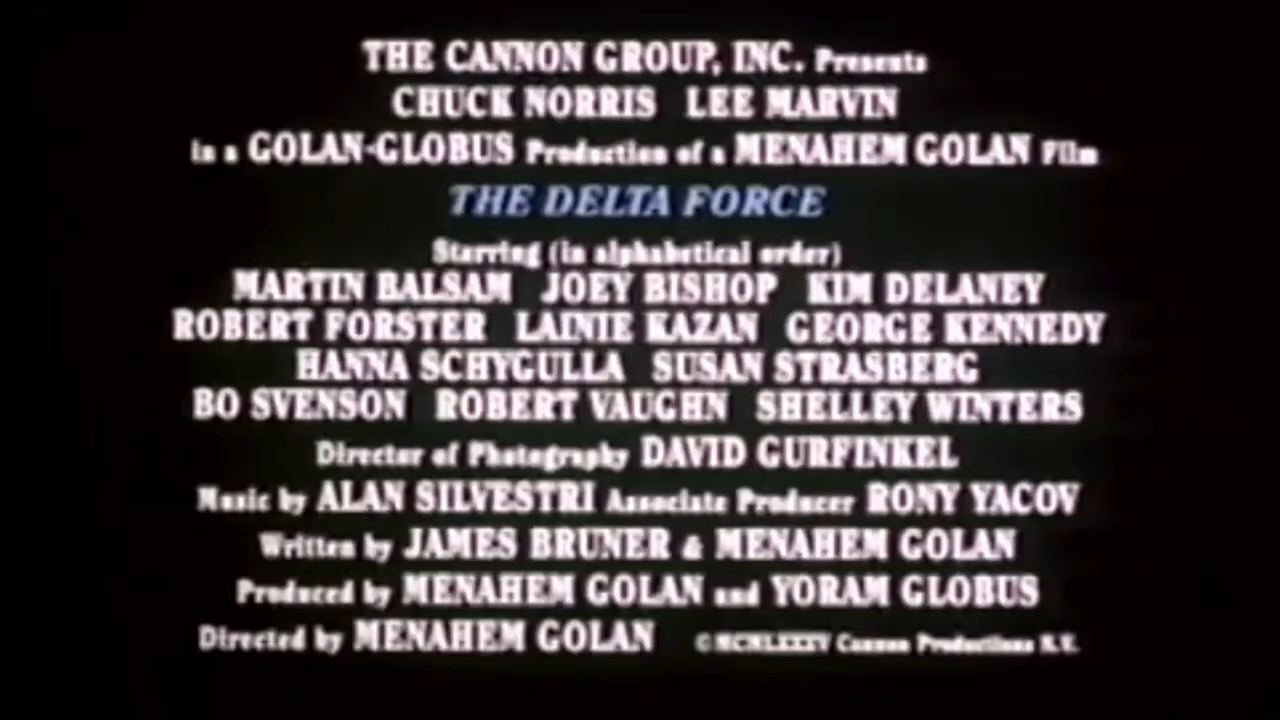 THE CANNON GROUP, INC. Presents
CHUCK NORRIS LEE MARVIN
in a GOLAN-GLOBUS Production of a MENAHEM GOLAN Film
THE DELTA FORCE
Starring (in alphabetical order)
MARTIN BALSAM JOEY BISHOP KIM DELANEY
ROBERT FORSTER LAINIE KAZAN GEORGE KENNEDY
HANNA SCHYGULLA SUSAN STRASBERG
BO SVENSON ROBERT VAUGHN SHELLEY WINTERS
Director of Photography DAVID GURFINKEL
Music by ALAN SILVESTRI Associate Producer RONY YACOV
Written by JAMES BRUNER & MENAHEM GOLAN
Produced by MENAHEM GOLAN and YORAM GLOBUS
Directed by MENAHEM GOLAN ©MCMLXXXV Cannon Productions N.V.